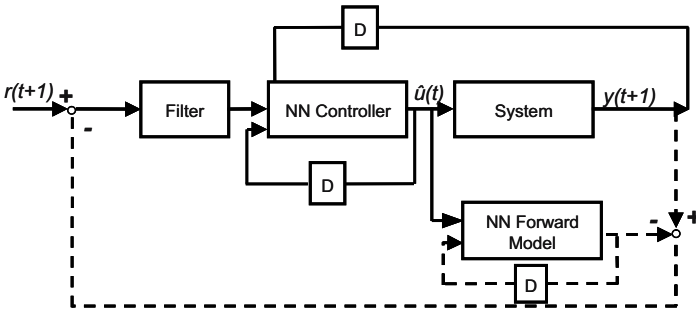 D
r(t+1)
+
-
Filter
NN Controller
û(t)
System
y(t+1)
D
NN Forward
Model
-
+
D